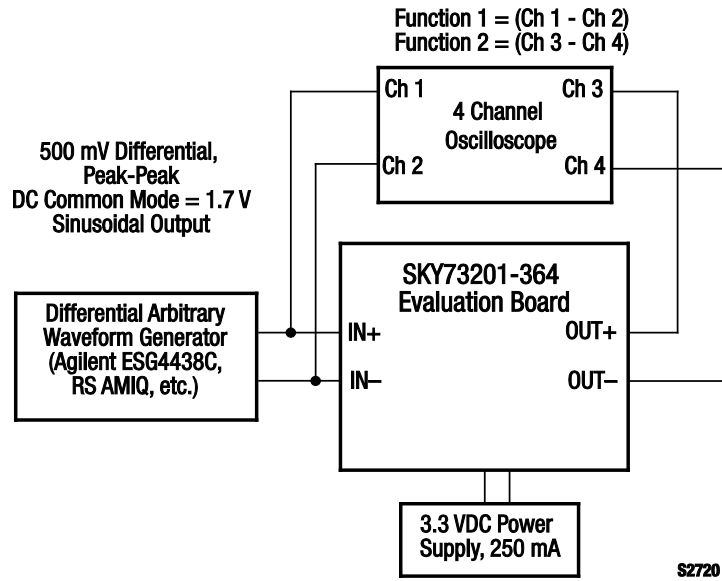 Function 1 = (Ch 1 - Ch 2)
Function 2 = (Ch 3 - Ch 4)
Ch 1
Ch 3
4 Channel
Oscilloscope
Ch 2
Ch 4
500 mV Differential,
Peak-Peak
DC Common Mode = 1.7 V
Sinusoidal Output
SKY73201-364
Evaluation Board
Differential Arbitrary
Waveform Generator
(Agilent ESG4438C,
RS AMIQ, etc.)
IN+
OUT+
IN–
OUT–
3.3 VDC Power
Supply, 250 mA
S2720